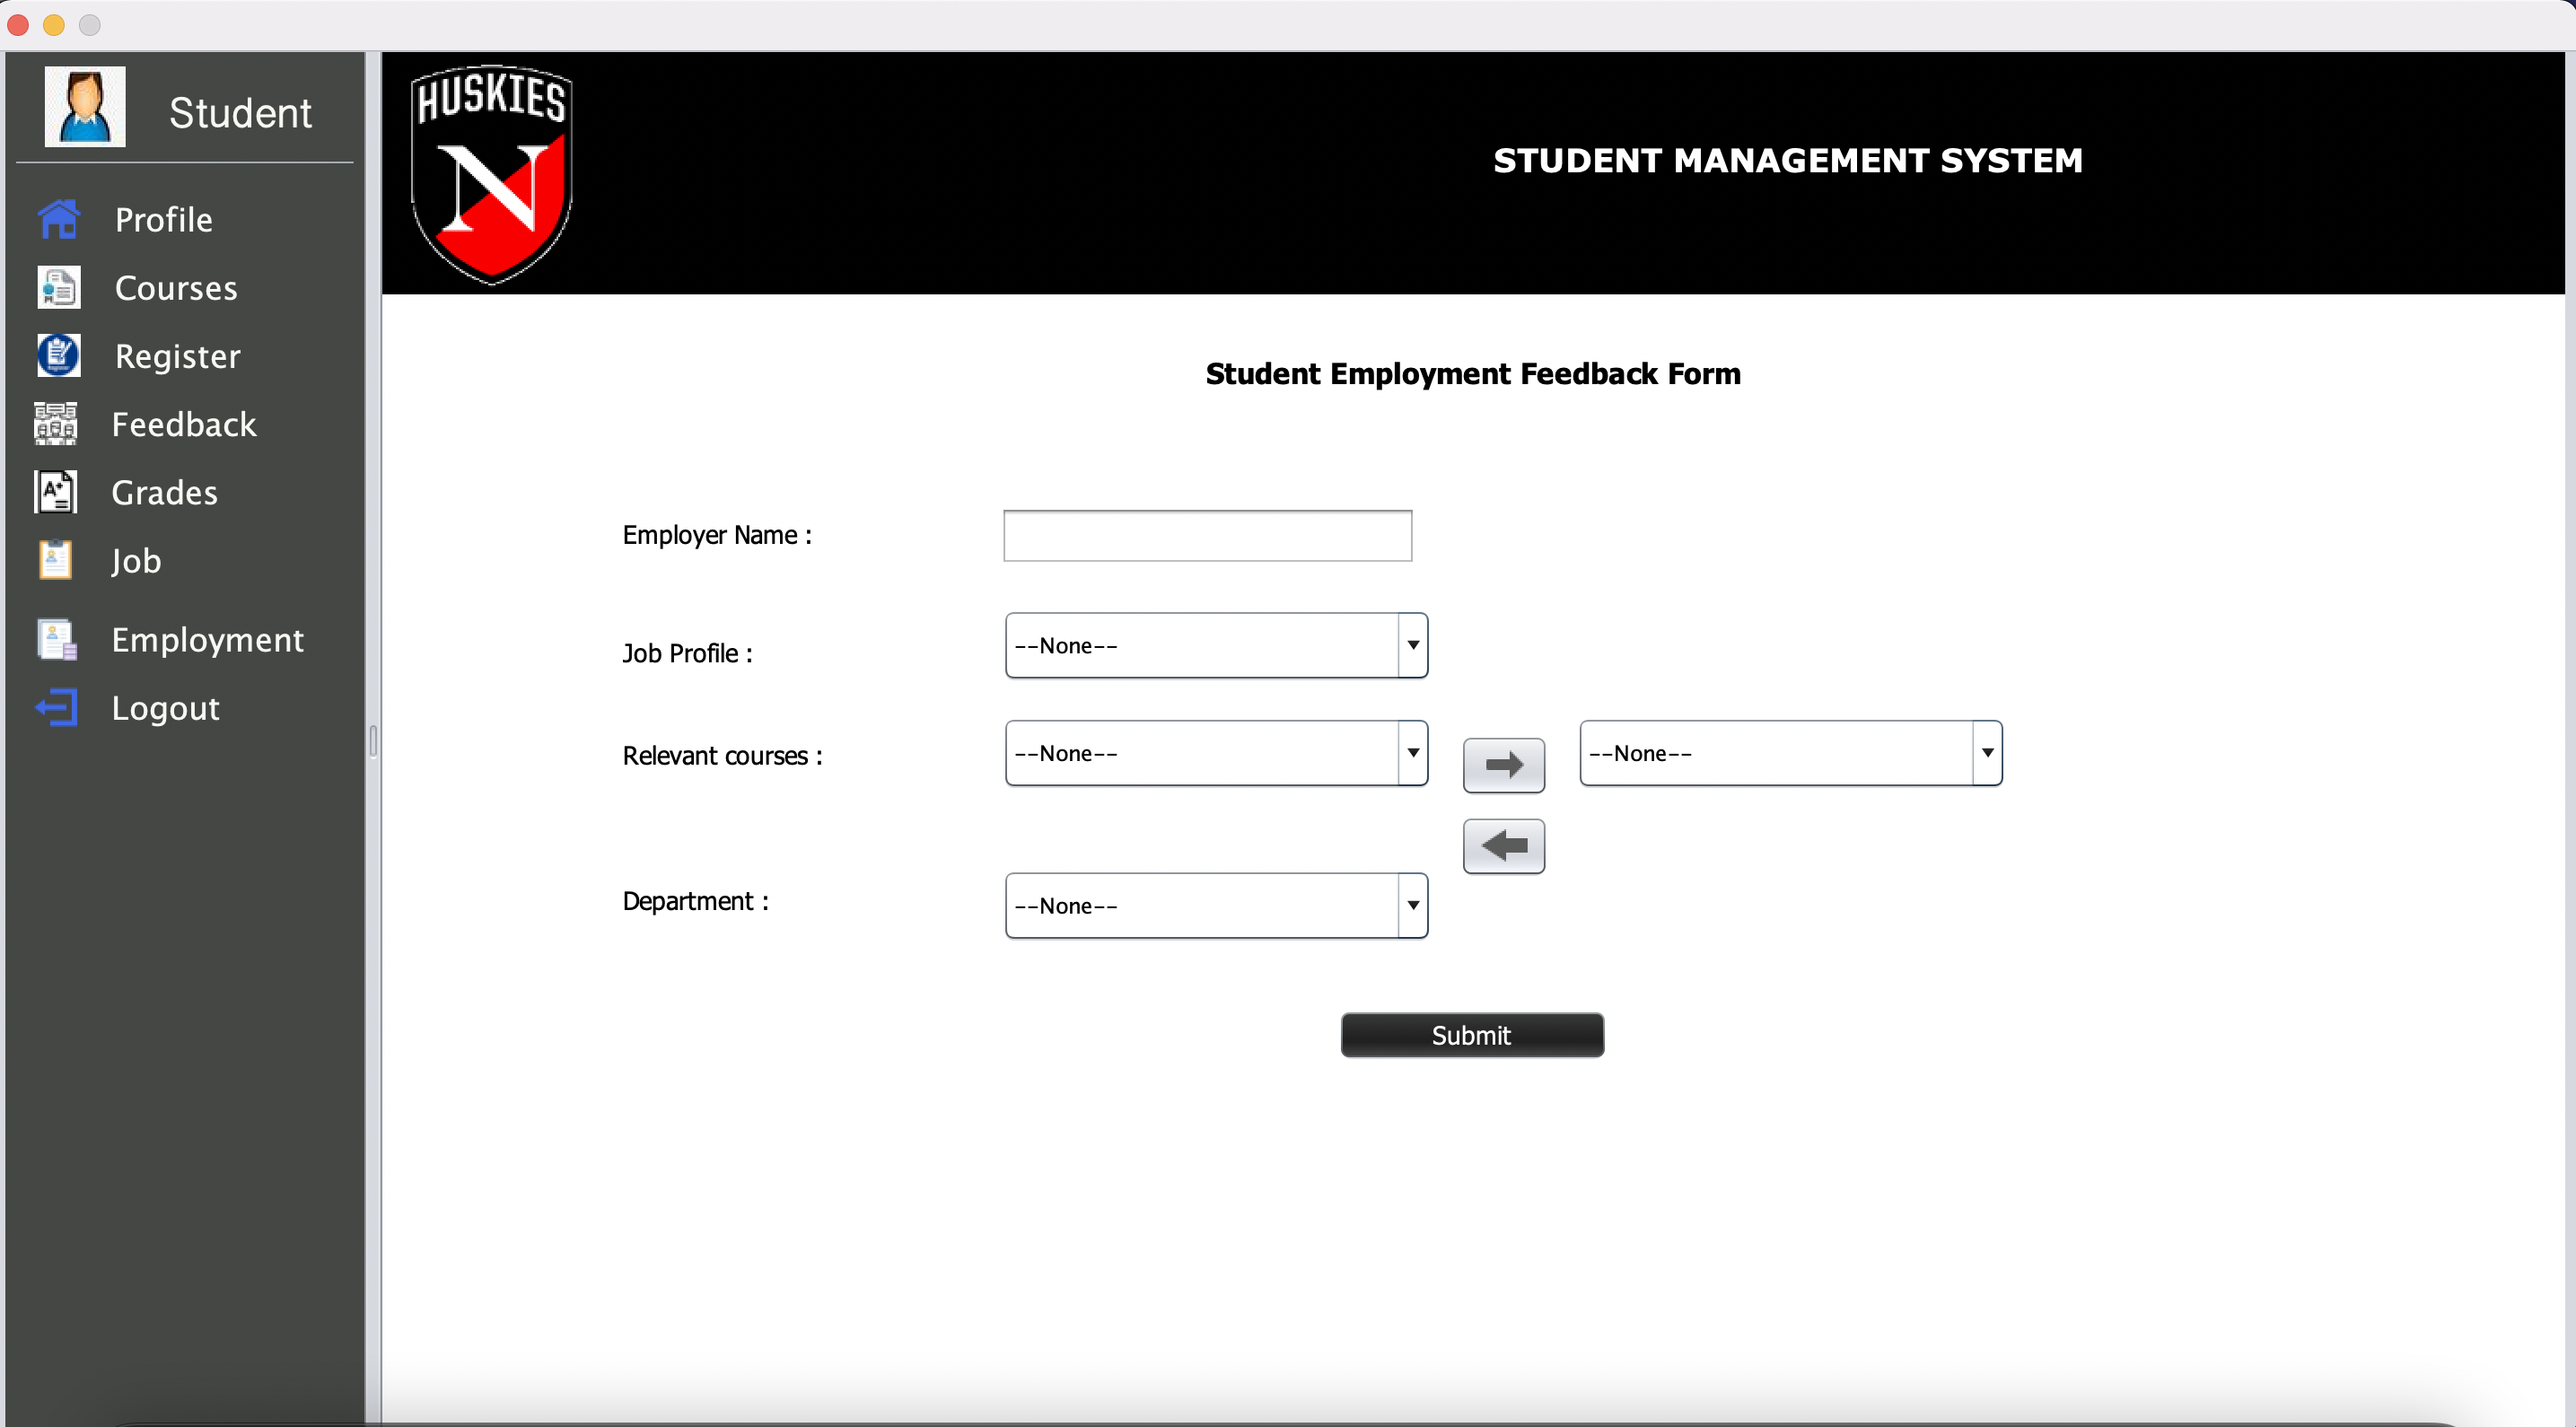 Student
Profile
Courses
Register
Feedback
Grades
Job
Employment
Logout
HUSKIES
N
STUDENT MANAGEMENT SYSTEM
Student Employment Feedback Form
Employer Name :
Job Profile :
--None--
Relevant courses :
--None--
--None--
Department :
--None--
Submit
A+